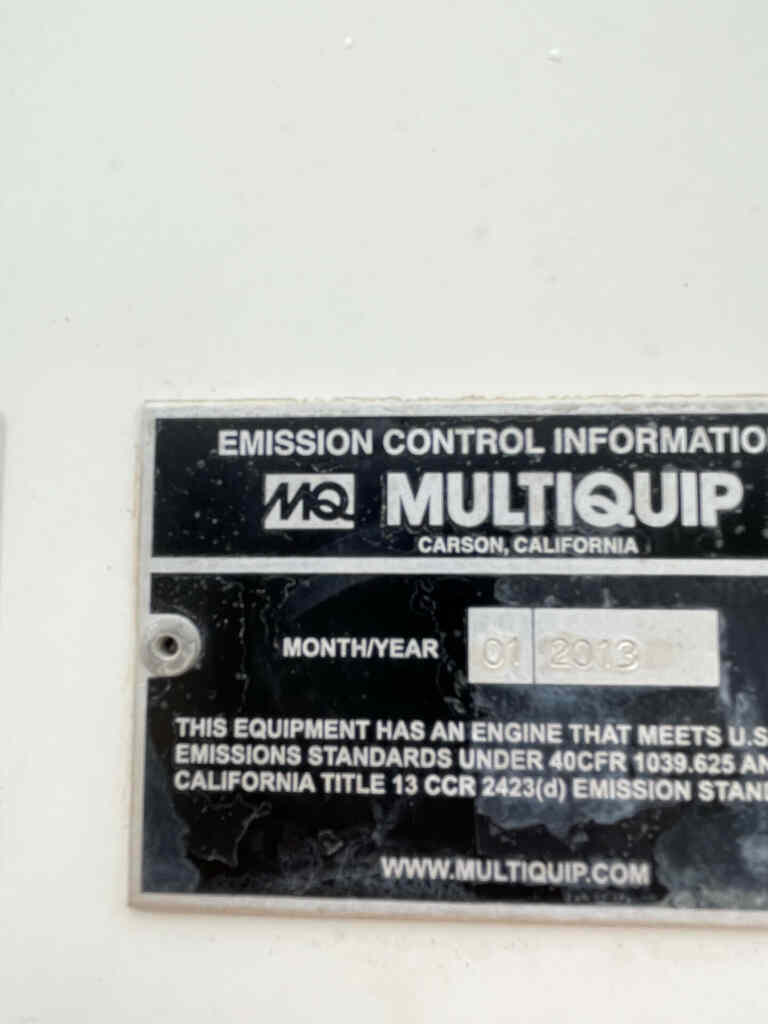 EMISSION CONTROL INFORMATIO
MQ MULTIQUIP
CARSON, CALIFORNIA
MONTH/YEAR 01 2013
THIS EQUIPMENT HAS AN ENGINE THAT MEETS U.S
EMISSIONS STANDARDS UNDER 40CFR 1039.625 AN
CALIFORNIA TITLE 13 CCR 2423(d) EMISSION STAN
WWW.MULTIQUIP.COM